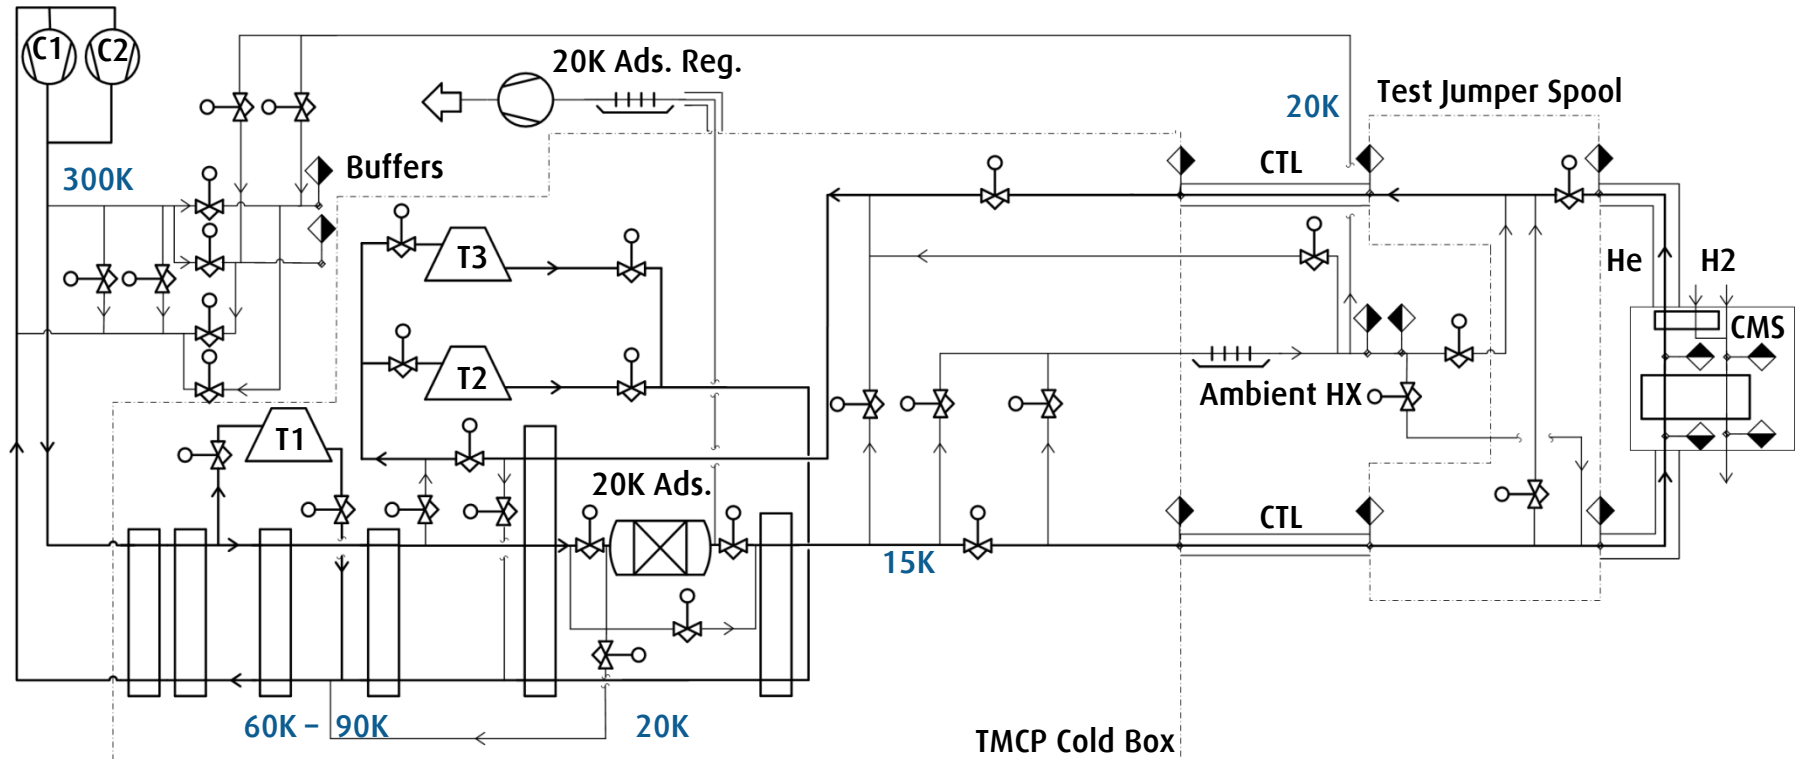 C1
C2
20K Ads. Reg.
Test Jumper Spool
20K
Buffers
CTL
300K
T3
He
H2
CMS
T2
Ambient HX
T1
20K Ads.
CTL
15K
60K – 90K
20K
TMCP Cold Box